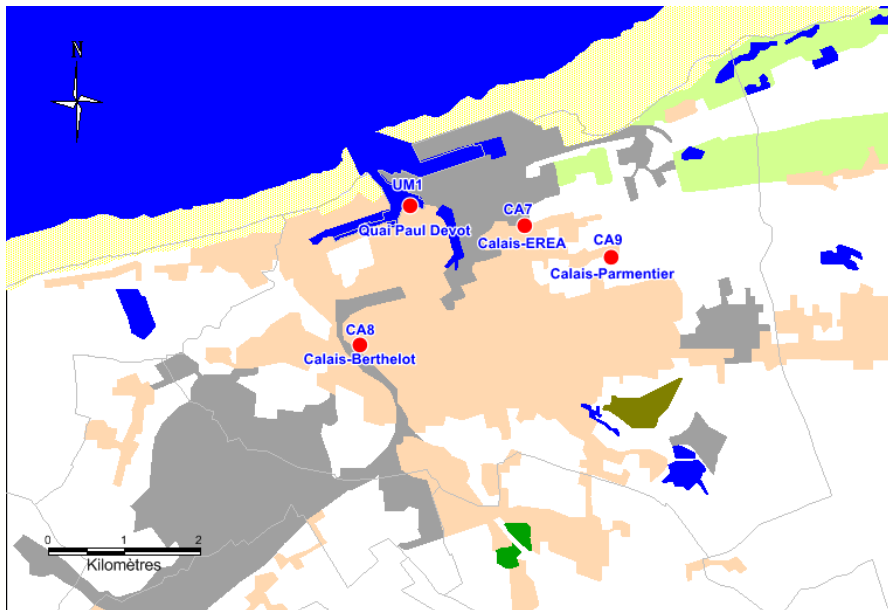 N
UM1
Quai Paul Devot
CA7
Calais-EREA
CA9
Calais-Parmentier
CA8
Calais-Berthelot
0 1 2
Kilomètres